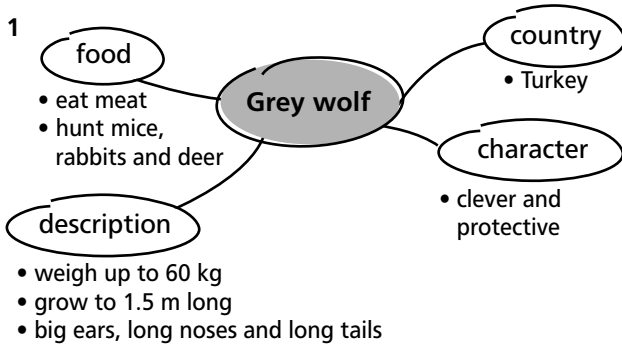 1
food
• eat meat
• hunt mice,
rabbits and deer
Grey wolf
country
• Turkey
character
• clever and
protective
description
• weigh up to 60 kg
• grow to 1.5 m long
• big ears, long noses and long tails